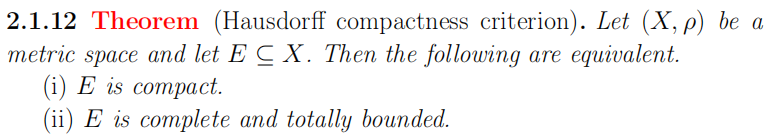 2.1.12 Theorem (Hausdorff compactness criterion). Let (X, ρ) be a
metric space and let E ⊆ X. Then the following are equivalent.
(i) E is compact.
(ii) E is complete and totally bounded.